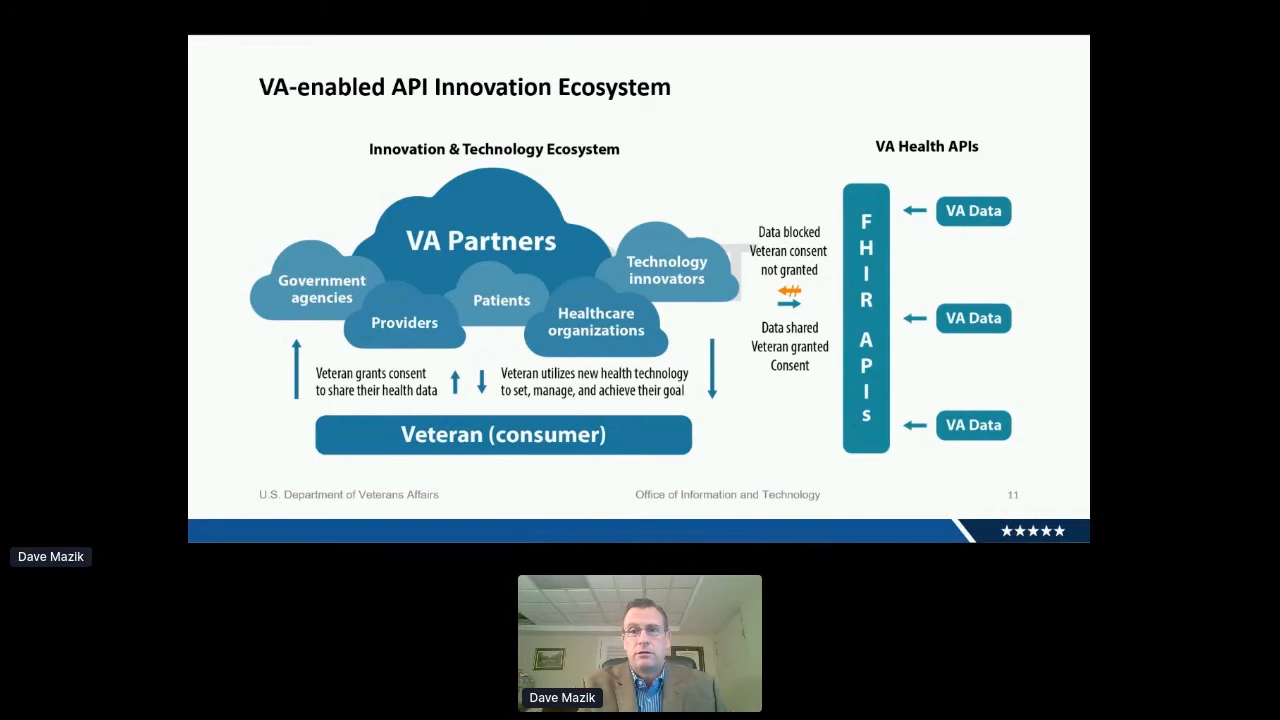 VA-enabled API Innovation Ecosystem
Innovation & Technology Ecosystem
VA Partners
Government
agencies
Providers
Patients
Healthcare
organizations
Technology
innovators
Veteran grants consent
to share their health data
Veteran utilizes new health technology
to set, manage, and achieve their goal
Veteran (consumer)
Data blocked
Veteran consent
not granted
Data shared
Veteran granted
Consent
VA Health APIs
FHIR APIs
VA Data
VA Data
VA Data
U.S. Department of Veterans Affairs
Office of Information and Technology
11
Dave Mazik
Dave Mazik